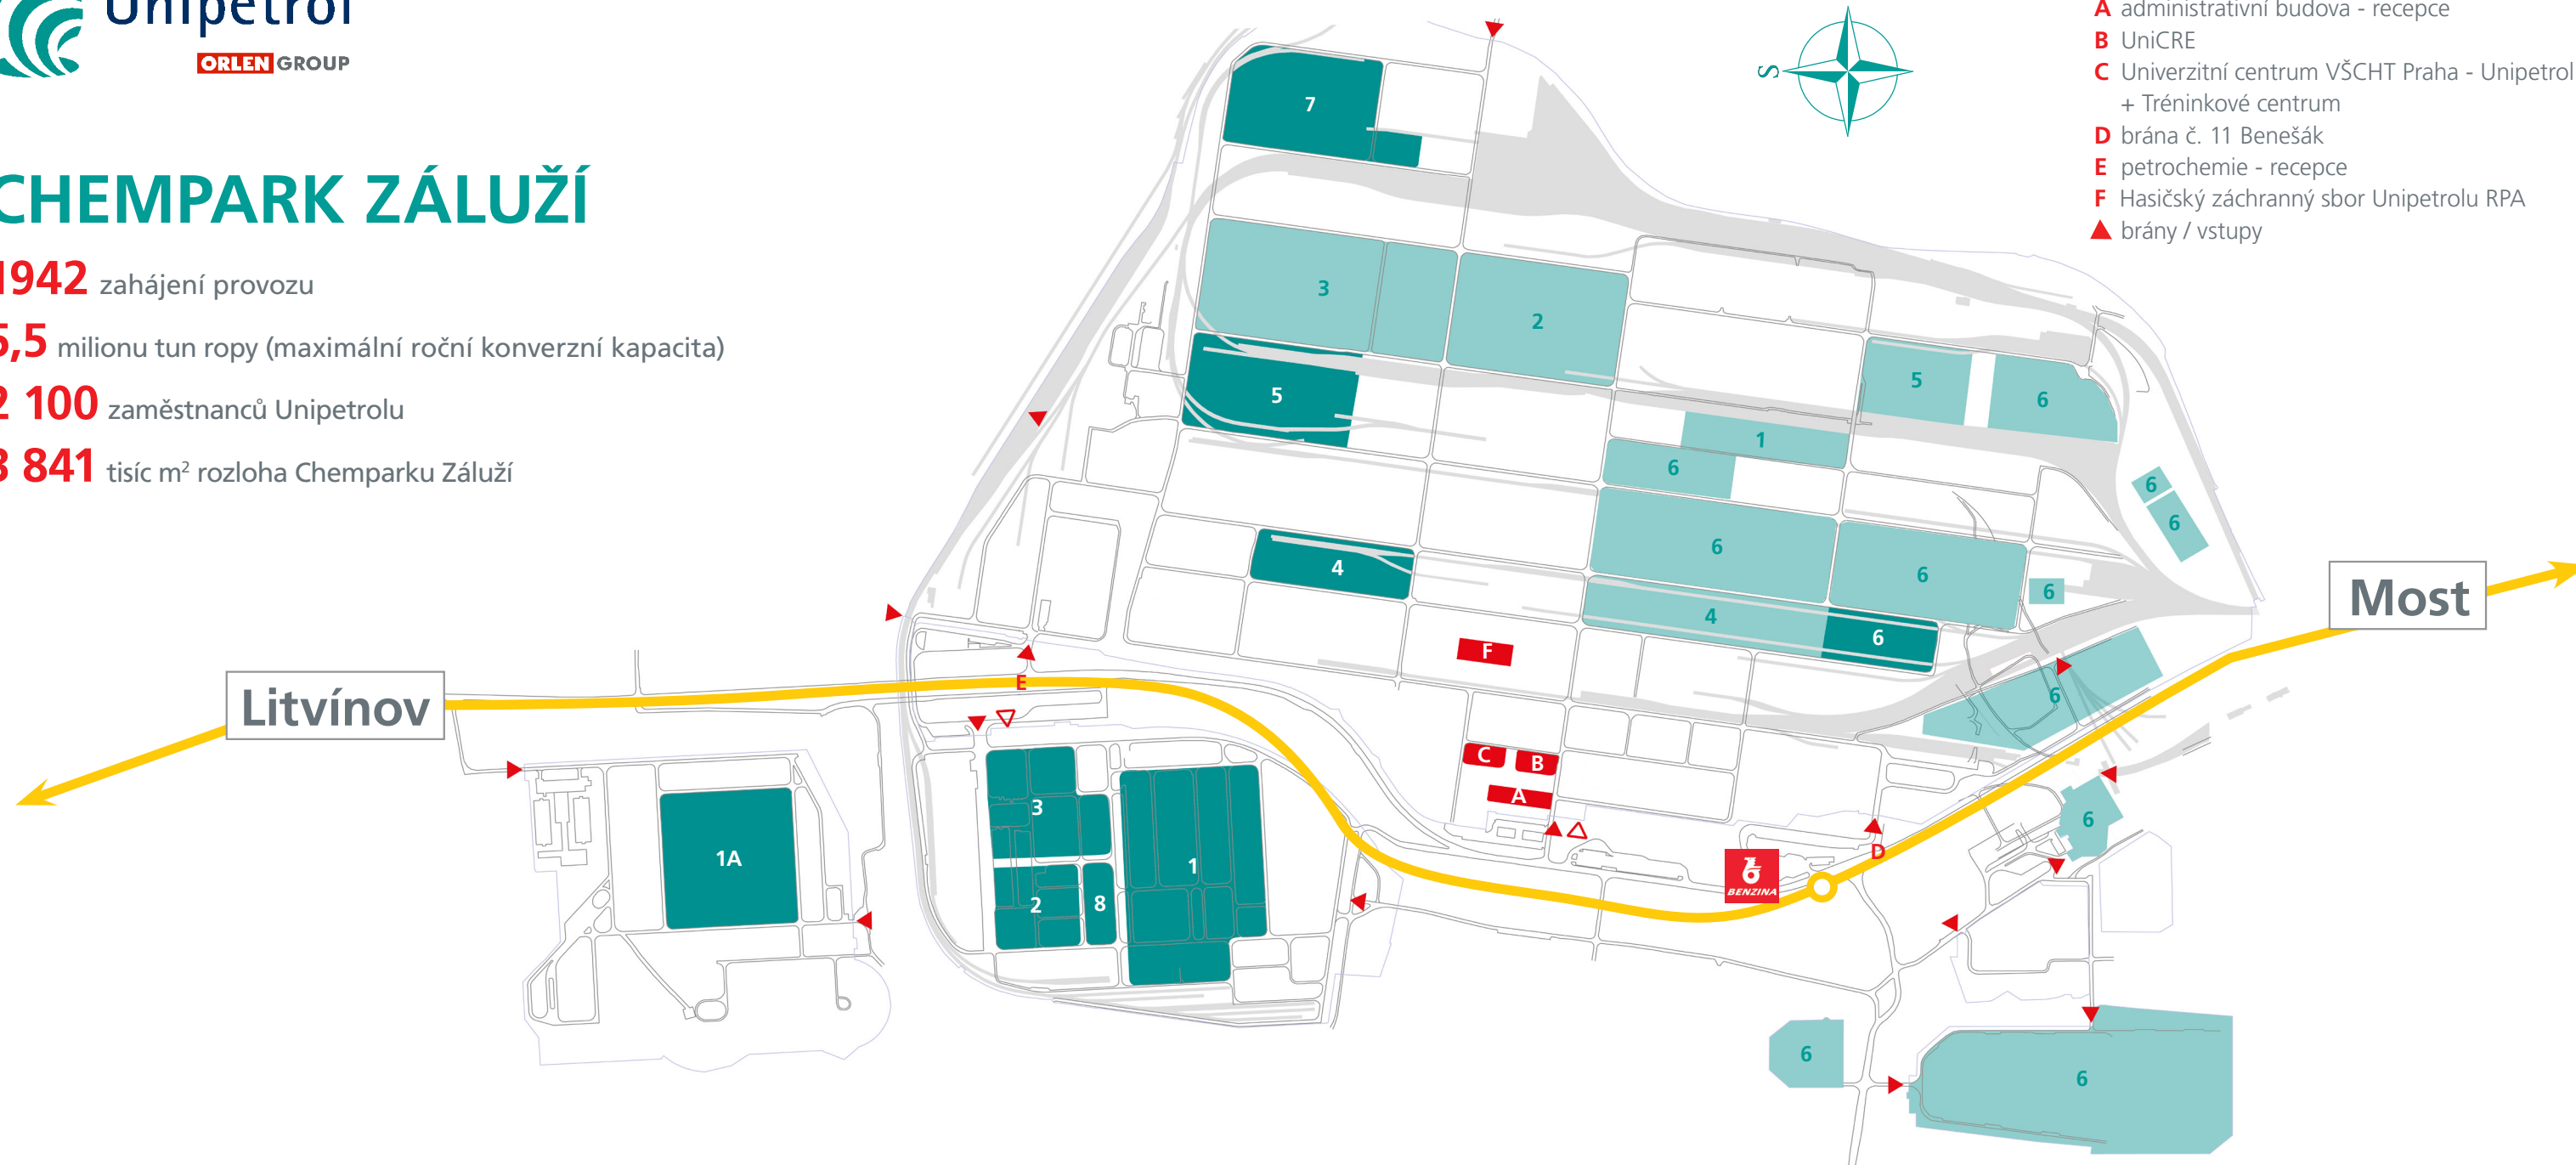 Unipetrol
ORLEN GROUP
CHEMPARK ZÁLUŽÍ
1942 zahájení provozu
5,5 milionu tun ropy (maximální roční konverzní kapacita)
2 100 zaměstnanců Unipetrolu
3 841 tisíc m² rozloha Chemparku Záluží
S
A administrativní budova - recepce
B UniCRE
C Univerzitní centrum VŠCHT Praha - Unipetrol
+ Tréninkové centrum
D brána č. 11 Benešák
E petrochemie - recepce
F Hasičský záchranný sbor Unipetrolu RPA
brány / vstupy
7
3
2
5
5
6
1
6
6
6
4
6
6
6
6
4
6
F
Most
E
6
Litvínov
C
B
A
3
6
1A
1
D
BENZINA
2
8
6
6